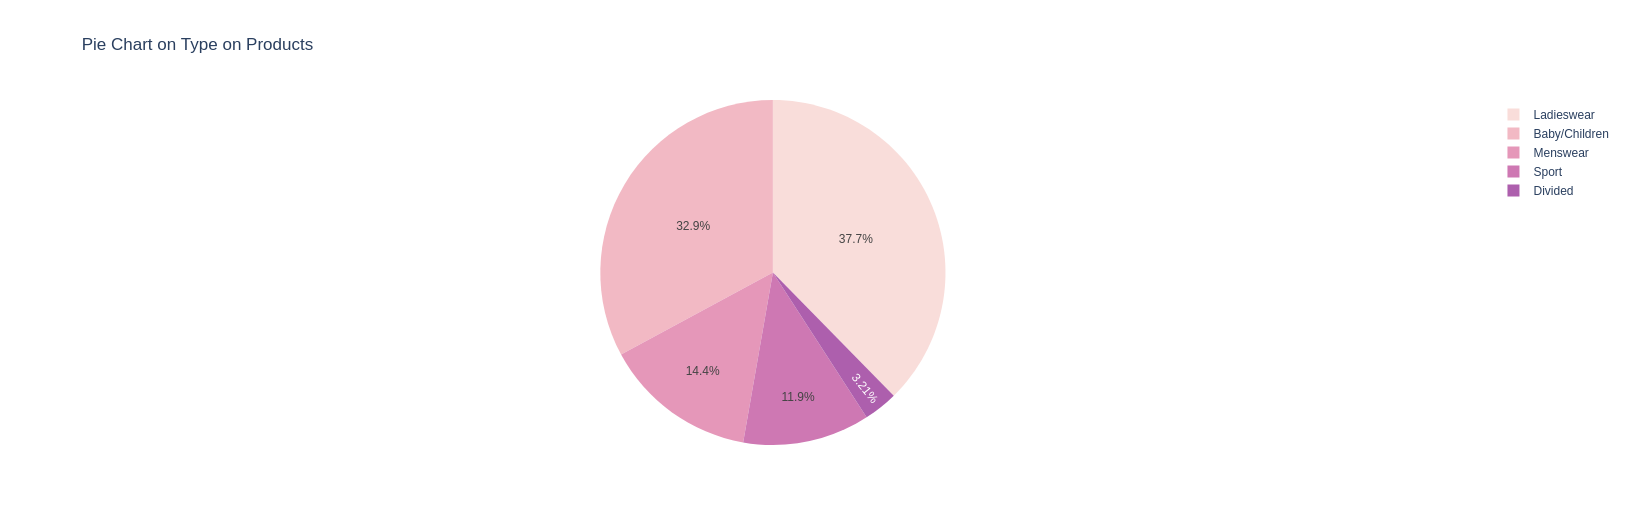 Pie Chart on Type on Products
37.7%
32.9%
14.4%
11.9%
3.21%
Ladieswear
Baby/Children
Menswear
Sport
Divided